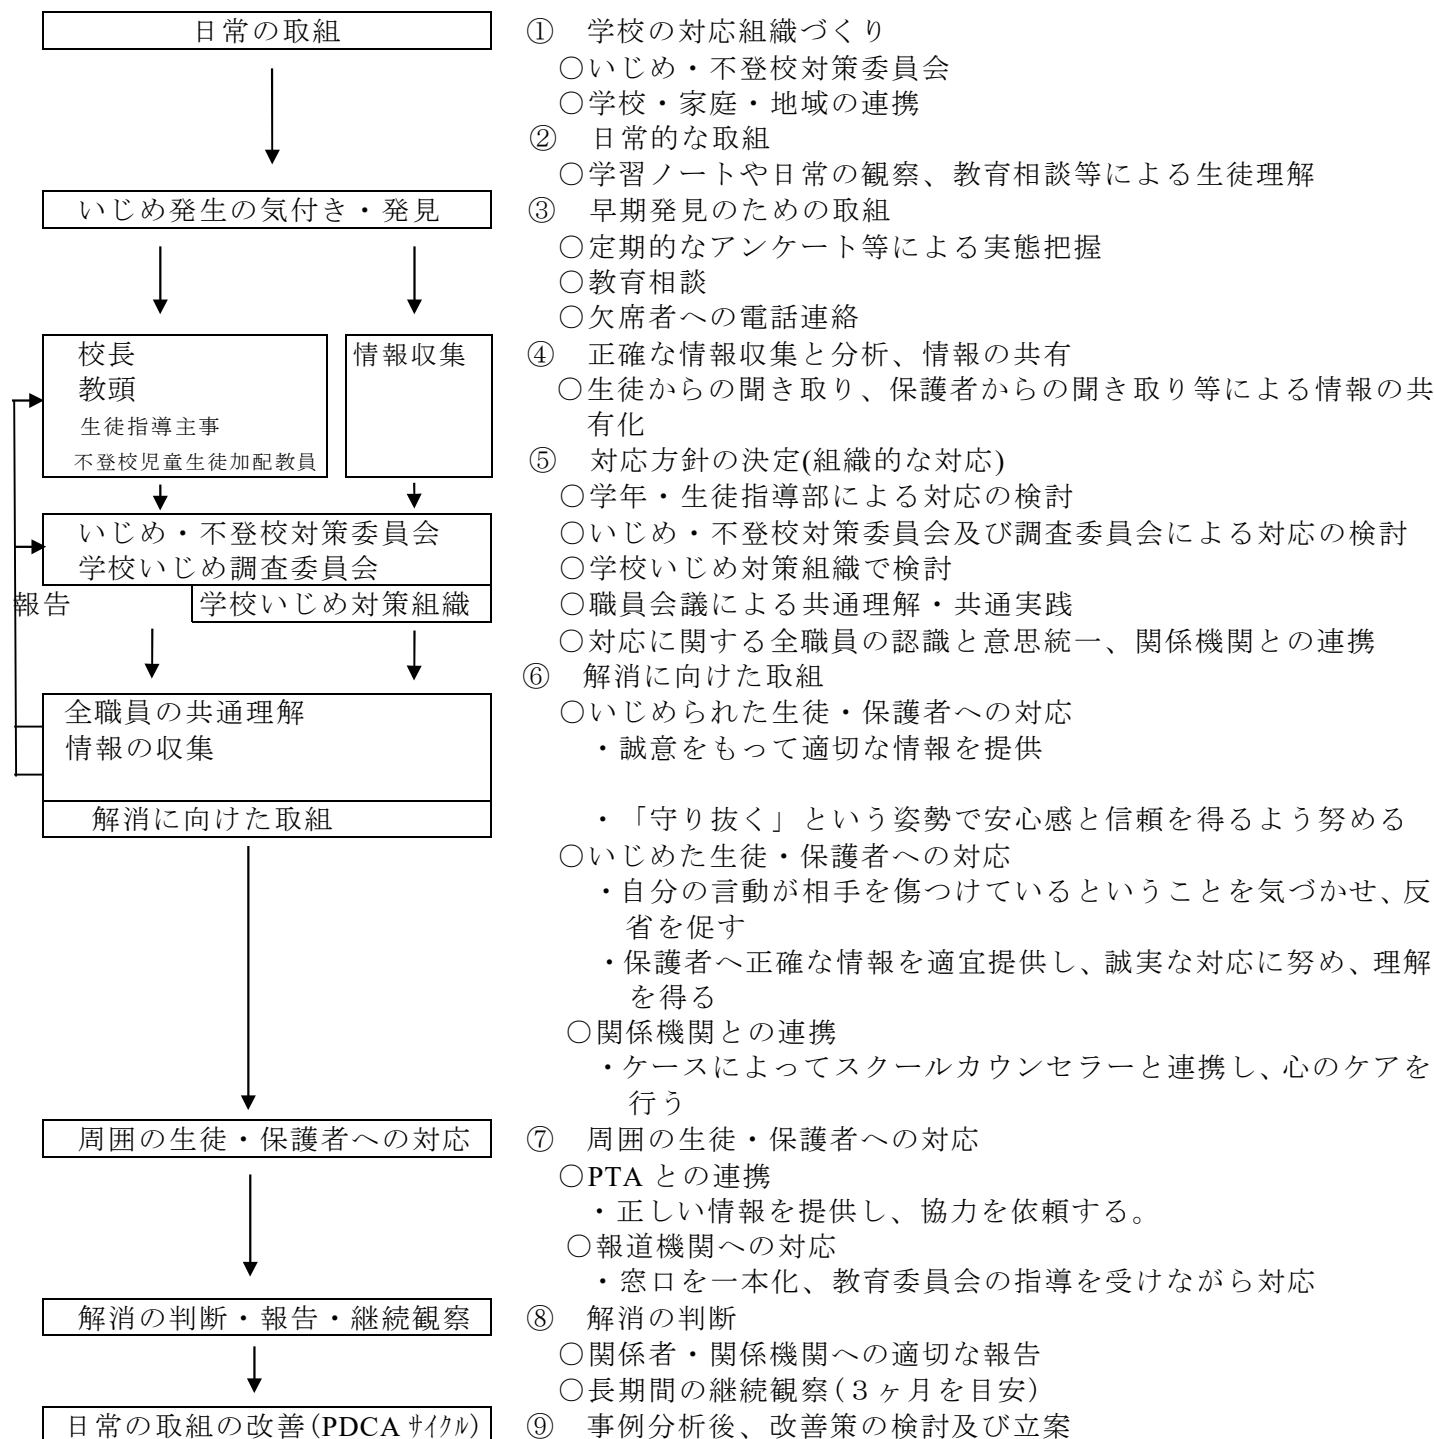 日常の取組
① 学校の対応組織づくり
〇いじめ・不登校対策委員会
〇学校・家庭・地域の連携
② 日常的な取組
〇学習ノートや日常の観察、教育相談等による生徒理解
いじめ発生の気付き・発見
③ 早期発見のための取組
〇定期的なアンケート等による実態把握
〇教育相談
〇欠席者への電話連絡
校長
教頭
生徒指導主事
不登校児童生徒加配教員
情報収集
④ 正確な情報収集と分析、情報の共有
〇生徒からの聞き取り、保護者からの聞き取り等による情報の共
有化
⑤ 対応方針の決定(組織的な対応)
〇学年・生徒指導部による対応の検討
いじめ・不登校対策委員会
学校いじめ調査委員会
報告
学校いじめ対策組織
〇いじめ・不登校対策委員会及び調査委員会による対応の検討
〇学校いじめ対策組織で検討
〇職員会議による共通理解・共通実践
〇対応に関する全職員の認識と意思統一、関係機関との連携
⑥ 解消に向けた取組
全職員の共通理解
情報の収集
解消に向けた取組
〇いじめられた生徒・保護者への対応
・誠意をもって適切な情報を提供
・「守り抜く」という姿勢で安心感と信頼を得るよう努める
〇いじめた生徒・保護者への対応
・自分の言動が相手を傷つけているということを気づかせ、反
省を促す
・保護者へ正確な情報を適宜提供し、誠実な対応に努め、理解
を得る
〇関係機関との連携
・ケースによってスクールカウンセラーと連携し、心のケアを
行う
周囲の生徒・保護者への対応
⑦ 周囲の生徒・保護者への対応
〇PTAとの連携
・正しい情報を提供し、協力を依頼する。
〇報道機関への対応
・窓口を一本化、教育委員会の指導を受けながら対応
解消の判断・報告・継続観察
⑧ 解消の判断
〇関係者・関係機関への適切な報告
〇長期間の継続観察(３ヶ月を目安)
日常の取組の改善(PDCAｻｲｸﾙ)
⑨ 事例分析後、改善策の検討及び立案